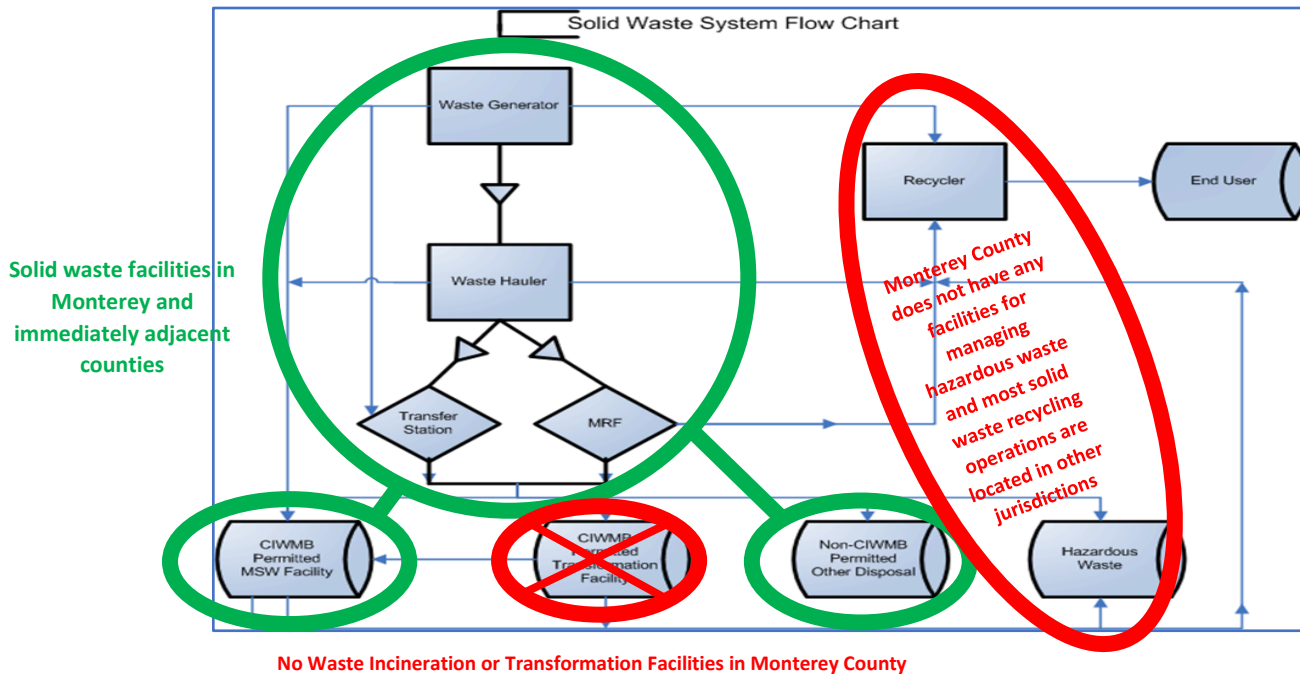 Solid Waste System Flow Chart
Waste Generator
Recycler
End User
Waste Hauler
Solid waste facilities in
Monterey and
immediately adjacent
counties
Monterey County
does not have any
facilities for
managing
hazardous waste
and most solid
waste recycling
operations are
located in other
jurisdictions
Transfer
Station
MRF
CIWMB
Permitted
MSW Facility
CIWMB
Permitted
Transformation
Facility
Non-CIWMB
Permitted
Other Disposal
Hazardous
Waste
No Waste Incineration or Transformation Facilities in Monterey County